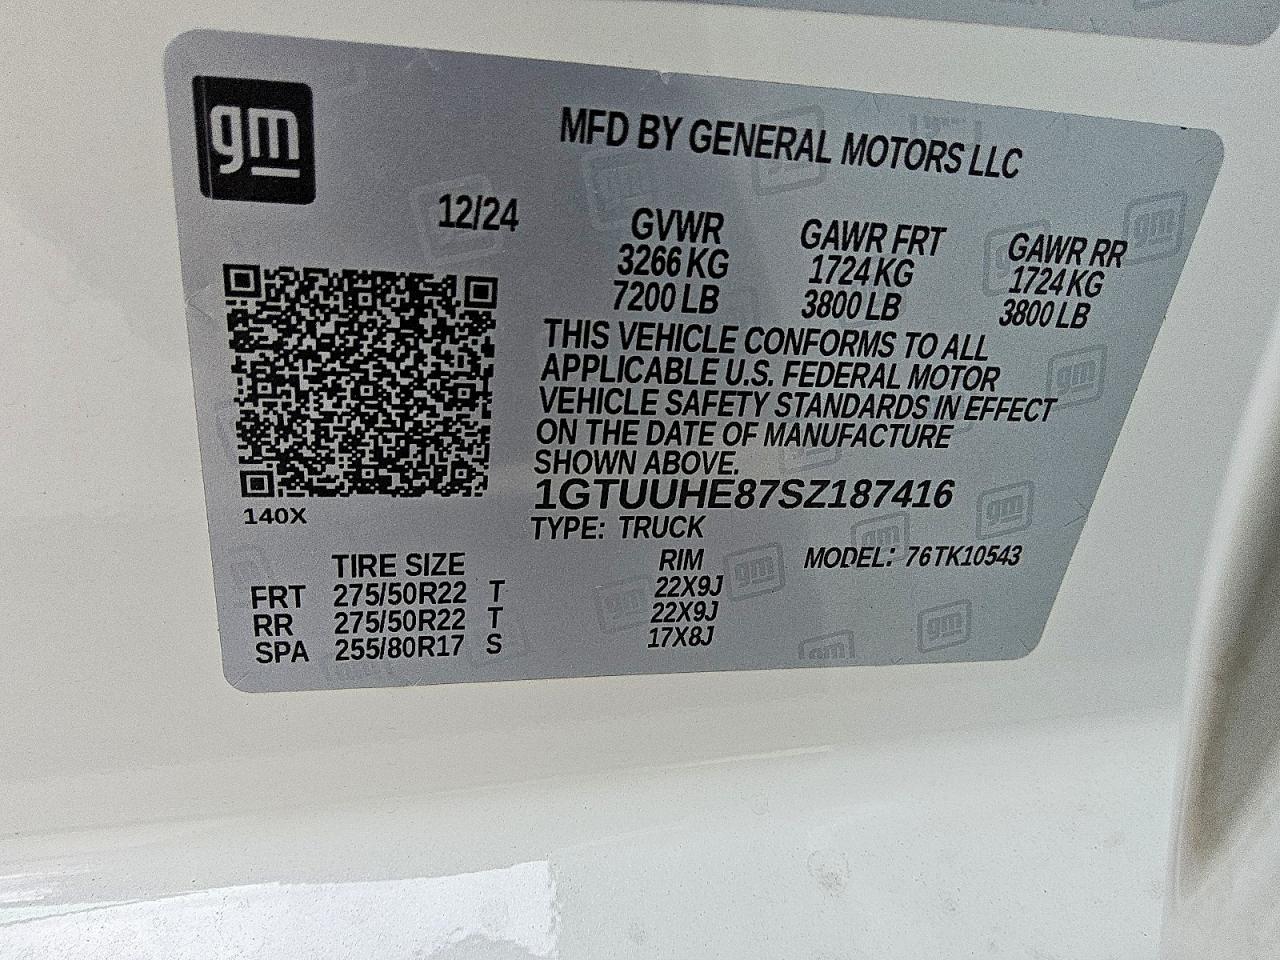 gm
MFD BY GENERAL MOTORS LLC
12/24
GVWR GAWR FRT GAWR RR
3266 KG 1724 KG 1724 KG
7200 LB 3800 LB 3800 LB
THIS VEHICLE CONFORMS TO ALL
APPLICABLE U.S. FEDERAL MOTOR
VEHICLE SAFETY STANDARDS IN EFFECT
ON THE DATE OF MANUFACTURE
SHOWN ABOVE.
1GTUUHE87SZ187416
140X
TYPE: TRUCK
TIRE SIZE RIM MODEL: 76TK10543
FRT 275/50R22 T 22X9J
RR 275/50R22 T 22X9J
SPA 255/80R17 S 17X8J